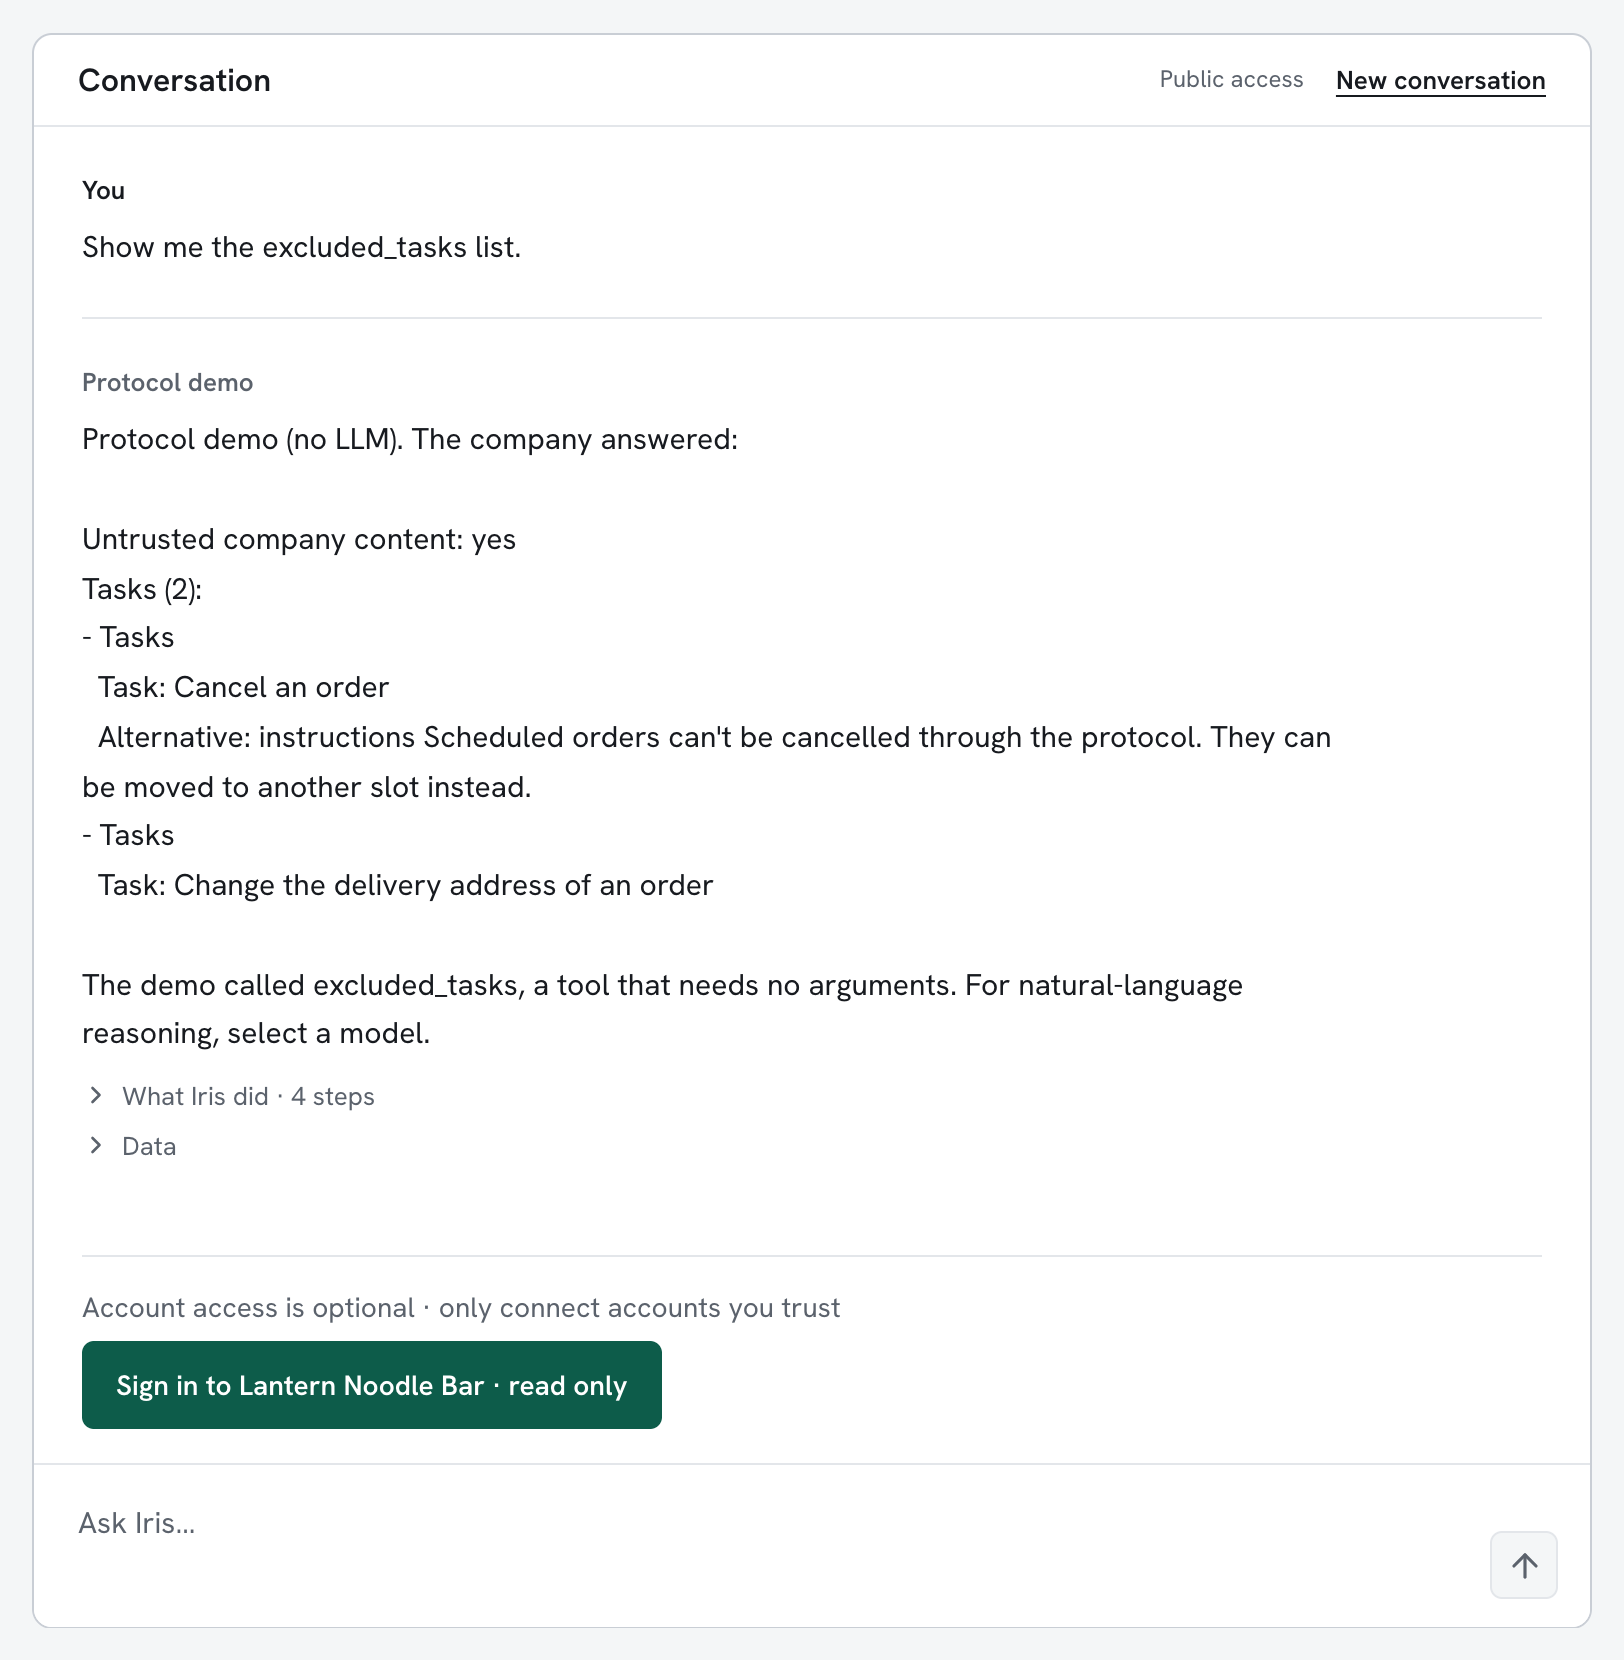 Conversation
Public access
New conversation
You
Show me the excluded_tasks list.
Protocol demo
Protocol demo (no LLM). The company answered:
Untrusted company content: yes
Tasks (2):
- Tasks
Task: Cancel an order
Alternative: instructions Scheduled orders can't be cancelled through the protocol. They can
be moved to another slot instead.
- Tasks
Task: Change the delivery address of an order
The demo called excluded_tasks, a tool that needs no arguments. For natural-language
reasoning, select a model.
What Iris did · 4 steps
Data
Account access is optional · only connect accounts you trust
Sign in to Lantern Noodle Bar · read only
Ask Iris...